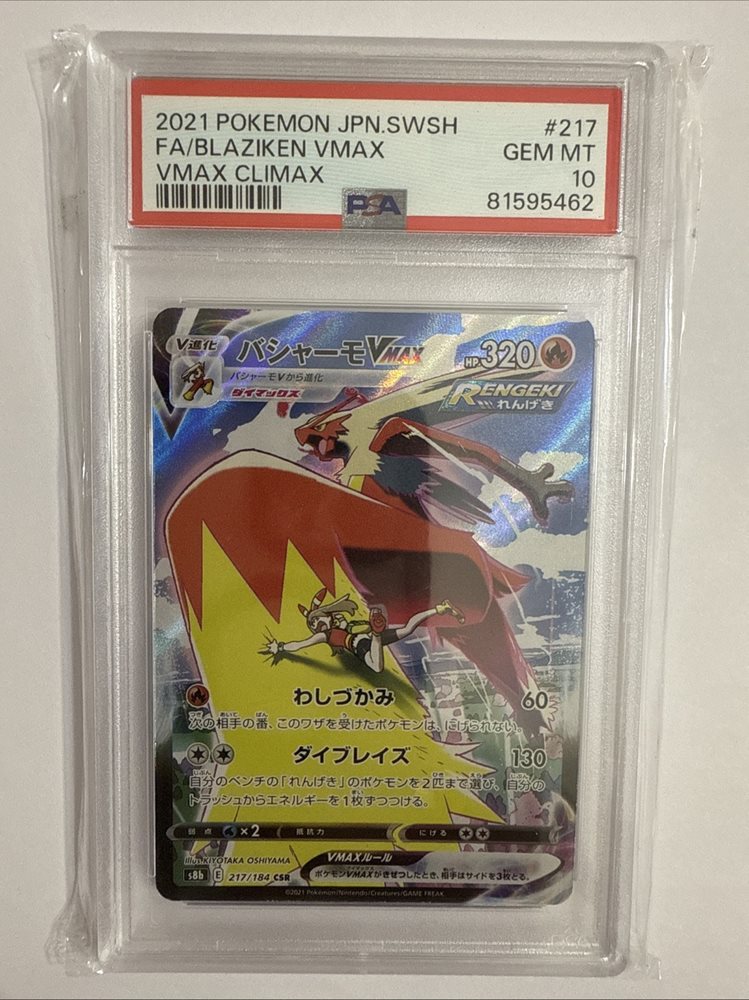 2021 POKEMON JPN.SWSH #217
FA/BLAZIKEN VMAX GEM MT
VMAX CLIMAX 10
PSA 81595462
V進化 バシャーモVMAX HP320
バシャーモVから進化
ダイマックス
RENGEKI
れんげき
わしづかみ 60
次の相手の番、このワザを受けたポケモンは、にげられない。
ダイブレイズ 130
自分のベンチの「れんげき」のポケモンを2匹まで選び、自分の
トラッシュからエネルギーを1枚ずつつける。
弱点 ×2 抵抗力 にげる
Illus.KIYOTAKA OSHIYAMA
VMAXルール
s8b E 217/184 CSR
ポケモンVMAXがきぜつしたとき、相手はサイドを3枚とる。
©2021 Pokémon/Nintendo/Creatures/GAME FREAK